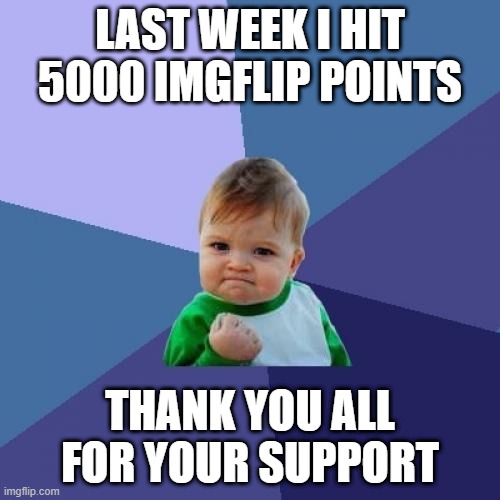 LAST WEEK I HIT
5000 IMGFLIP POINTS
THANK YOU ALL
FOR YOUR SUPPORT
imgflip.com